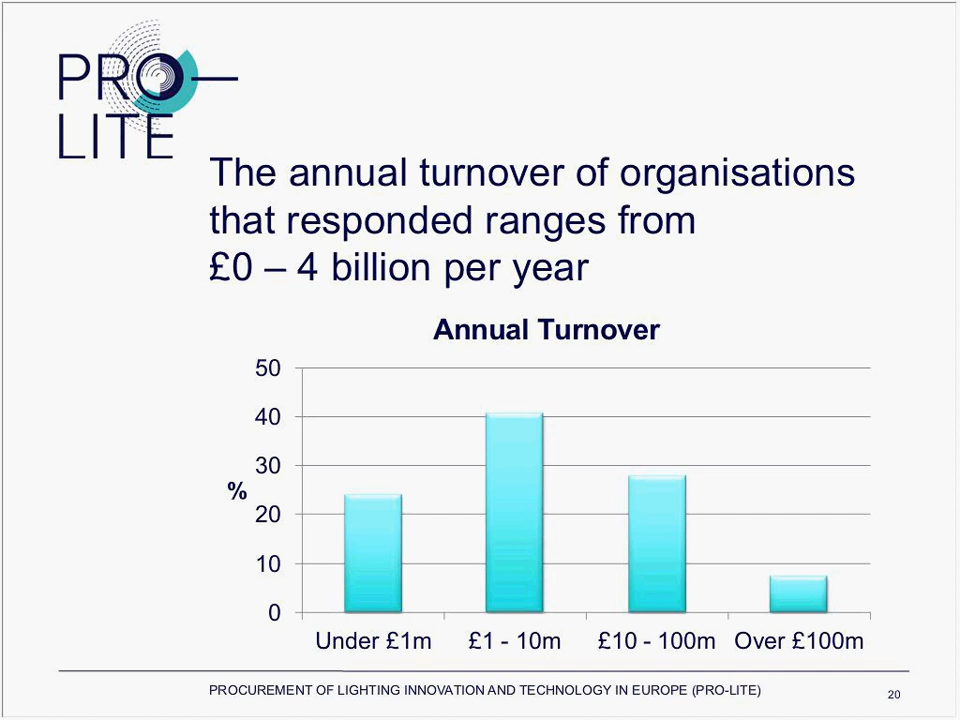 PRO
LITE
The annual turnover of organisations
that responded ranges from
£0 – 4 billion per year
Annual Turnover
50
40
30
%
20
10
0
Under £1m £1 - 10m £10 - 100m Over £100m
PROCUREMENT OF LIGHTING INNOVATION AND TECHNOLOGY IN EUROPE (PRO-LITE) 20